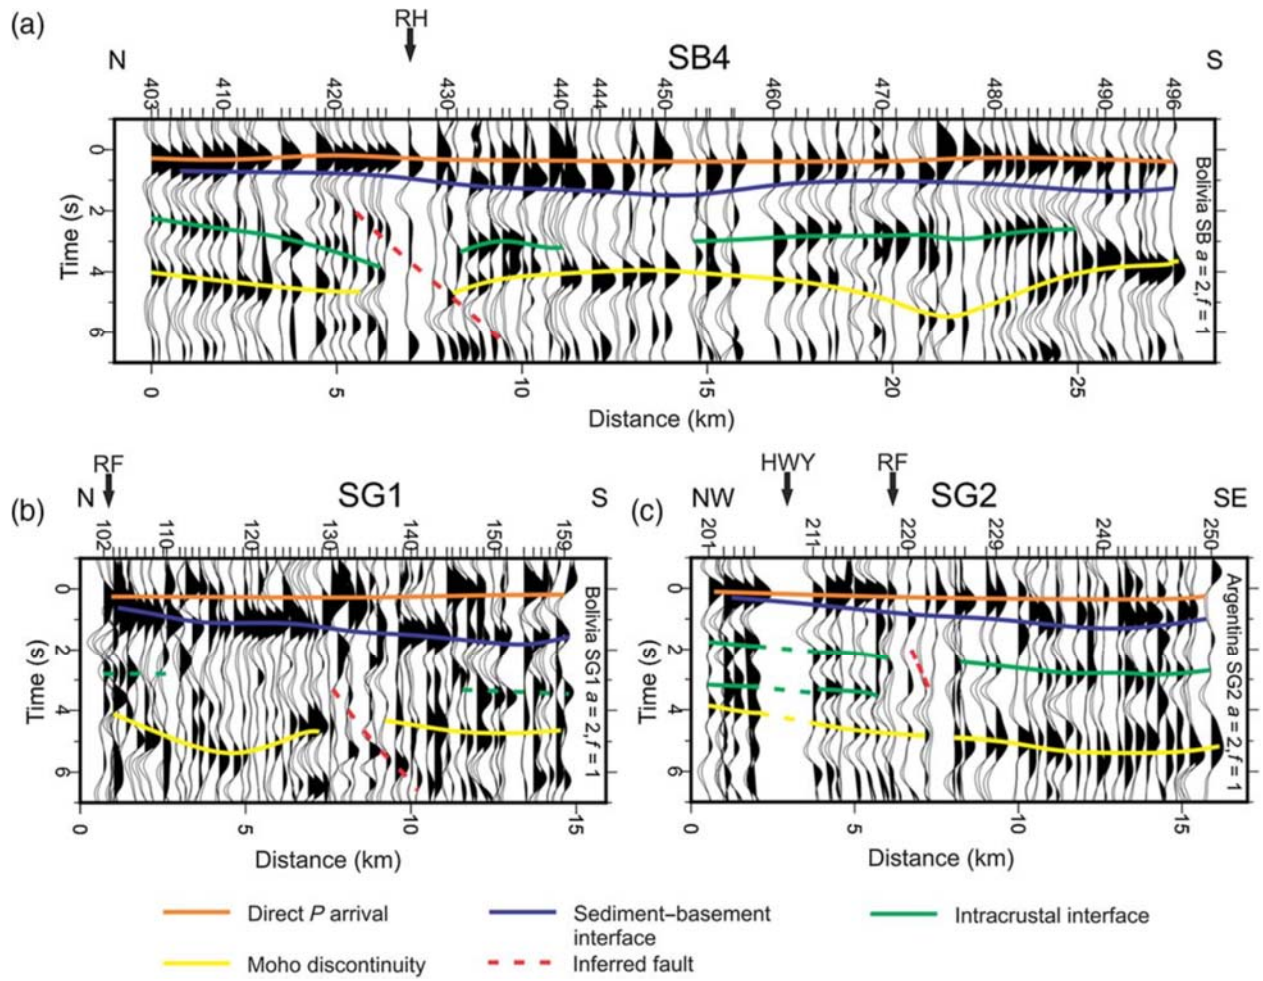 (a)
RH
N
SB4
S
403 410 420 430 440 444 450 460 470 480 490 496
0
2
4
6
Time (s)
Bolivia SB a = 2,f = 1
0 5 10 15 20 25
Distance (km)
(b)
RF
N
SG1
S
102 110 120 130 140 150 159
0
2
4
6
Time (s)
Bolivia SG1 a = 2,f = 1
0 5 10 15
Distance (km)
(c)
HWY
RF
NW
SG2
SE
201 211 220 229 240 250
0
2
4
6
Time (s)
Argentina SG2 a = 2,f = 1
0 5 10 15
Distance (km)
Direct P arrival
Sediment–basement
interface
Intracrustal interface
Moho discontinuity
Inferred fault